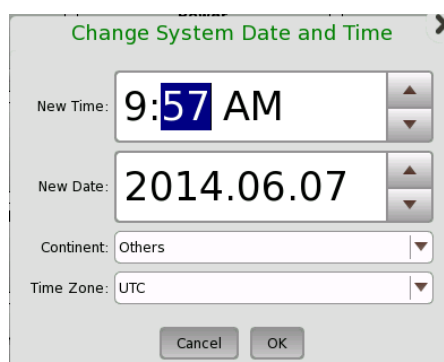 Change System Date and Time
New Time: 9:57 AM
New Date: 2014.06.07
Continent: Others
Time Zone: UTC
Cancel OK